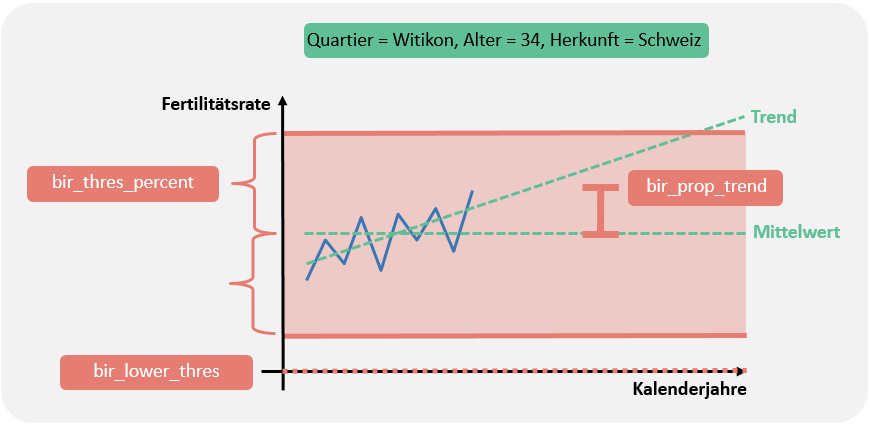 Quartier = Witikon, Alter = 34, Herkunft = Schweiz
Fertilitätsrate
Trend
bir_thres_percent
bir_prop_trend
Mittelwert
bir_lower_thres
Kalenderjahre